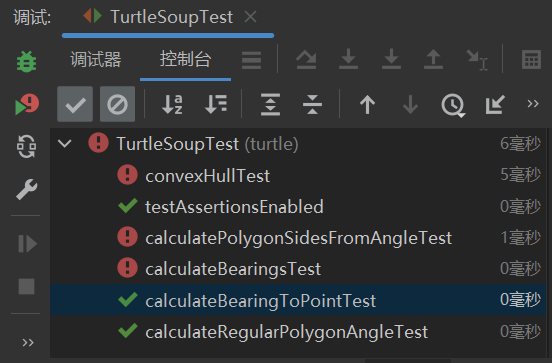 调试: TurtleSoupTest
调试器 控制台
TurtleSoupTest (turtle) 6毫秒
convexHullTest 5毫秒
testAssertionsEnabled 0毫秒
calculatePolygonSidesFromAngleTest 1毫秒
calculateBearingsTest 0毫秒
calculateBearingToPointTest 0毫秒
calculateRegularPolygonAngleTest 0毫秒